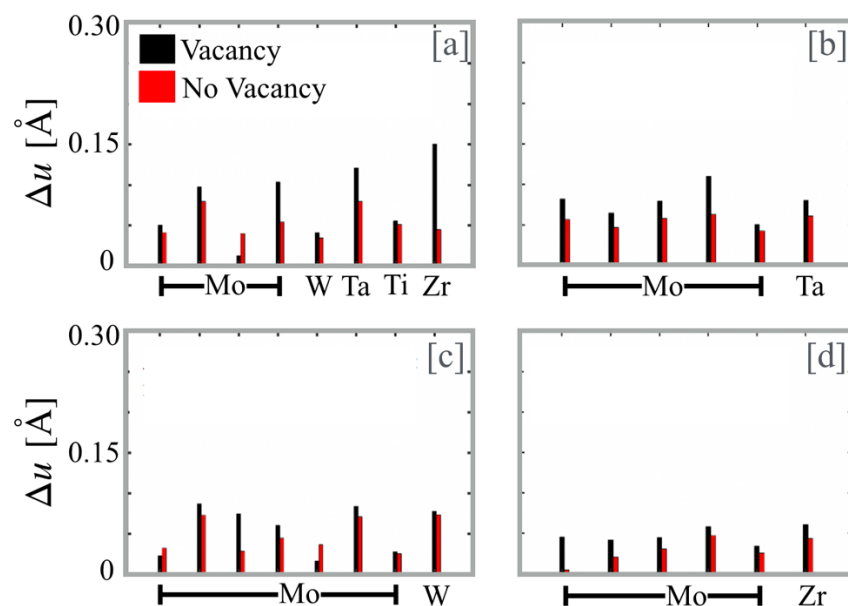 0.30
[a]
[b]
Vacancy
No Vacancy
Δu [Å]
0.15
0
Mo W Ta Ti Zr
Mo Ta
0.30
[c]
[d]
Δu [Å]
0.15
0
Mo W
Mo Zr